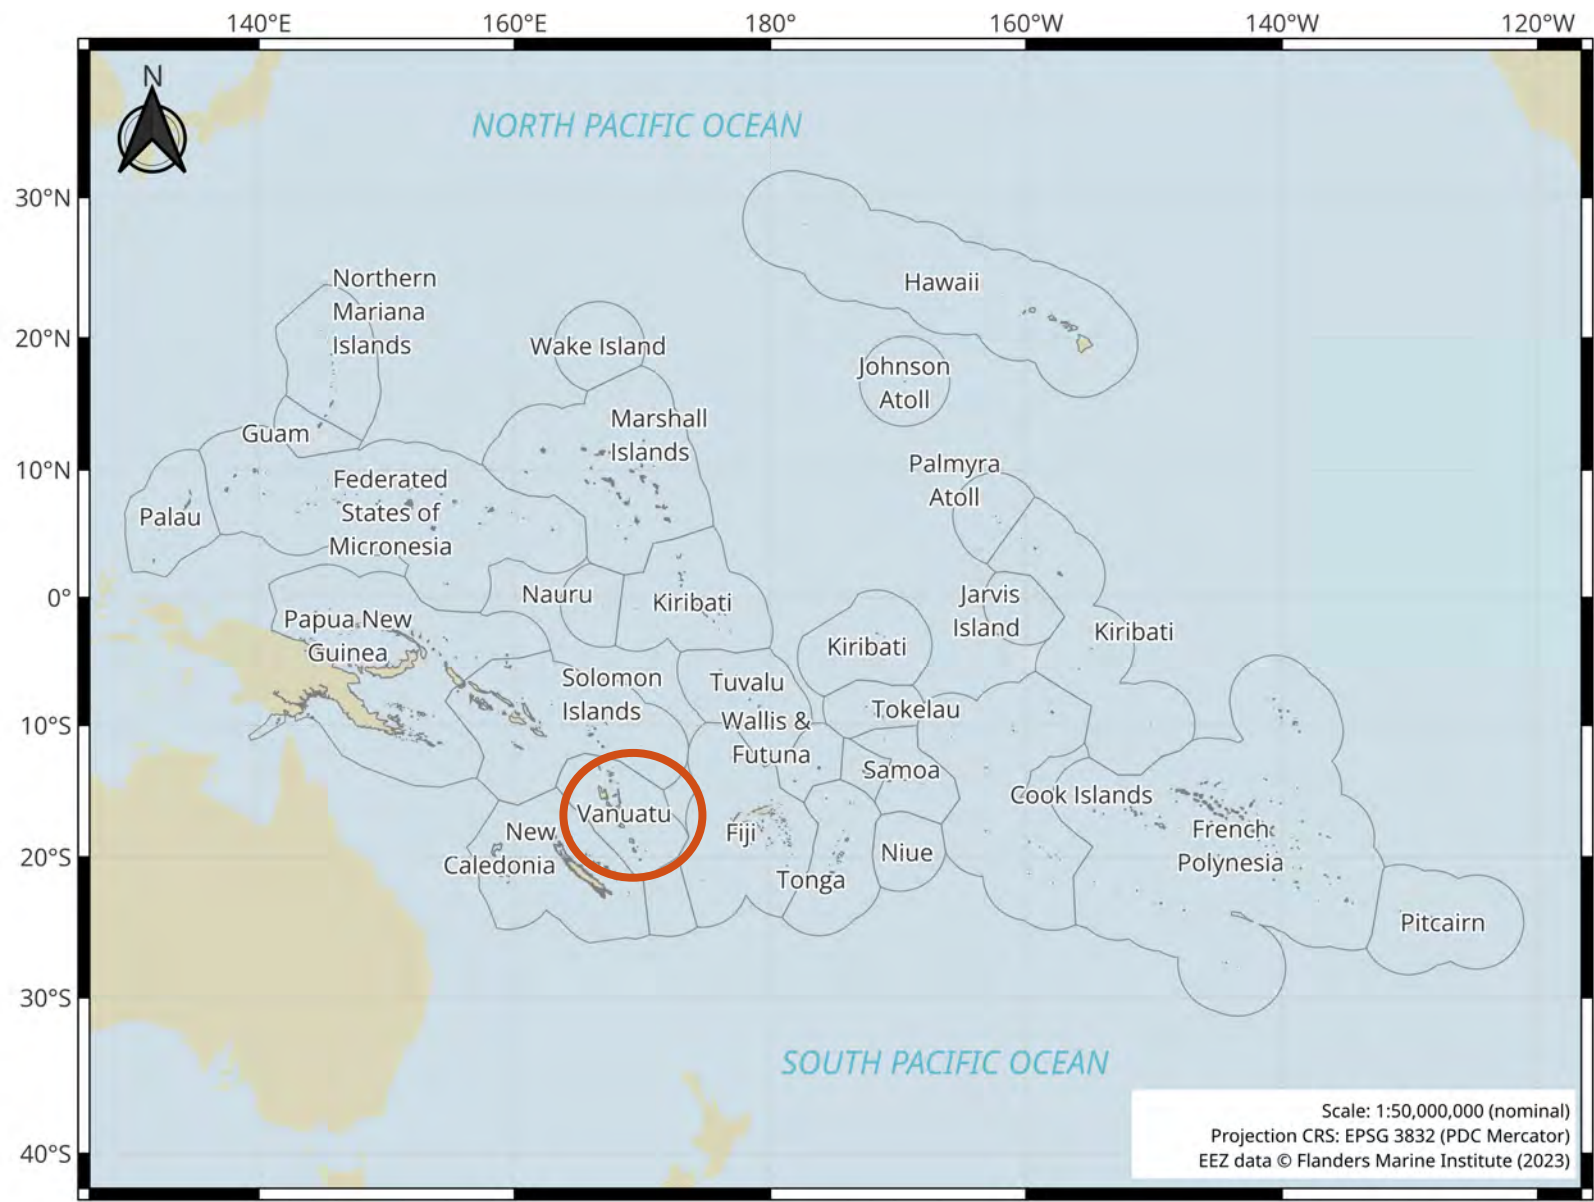 140°E
160°E
180°
160°W
140°W
120°W
N
NORTH PACIFIC OCEAN
30°N
Northern
Mariana
Islands
Hawaii
20°N
Wake Island
Johnson
Atoll
Marshall
Islands
Guam
10°N
Federated
States of
Micronesia
Palmyra
Atoll
Palau
0°
Nauru
Kiribati
Jarvis
Island
Kiribati
Papua New
Guinea
Kiribati
Solomon
Islands
Tuvalu
Tokelau
10°S
Wallis &
Futuna
Samoa
Cook Islands
Vanuatu
New
Caledonia
Fiji
French
Polynesia
20°S
Niue
Tonga
Pitcairn
30°S
SOUTH PACIFIC OCEAN
40°S
Scale: 1:50,000,000 (nominal)
Projection CRS: EPSG 3832 (PDC Mercator)
EEZ data © Flanders Marine Institute (2023)